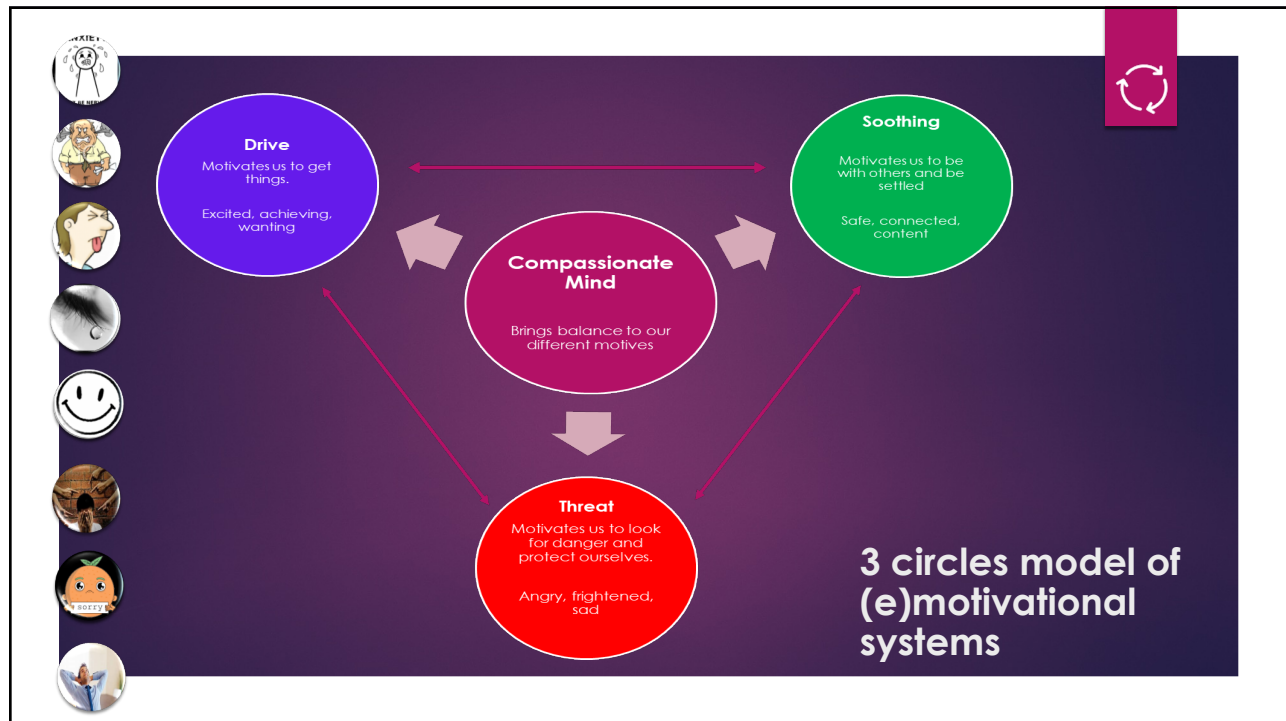 Drive
Motivates us to get
things.
Excited, achieving,
wanting
Soothing
Motivates us to be
with others and be
settled
Safe, connected,
content
Compassionate
Mind
Brings balance to our
different motives
Threat
Motivates us to look
for danger and
protect ourselves.
Angry, frightened,
sad
3 circles model of
(e)motivational
systems
sorry